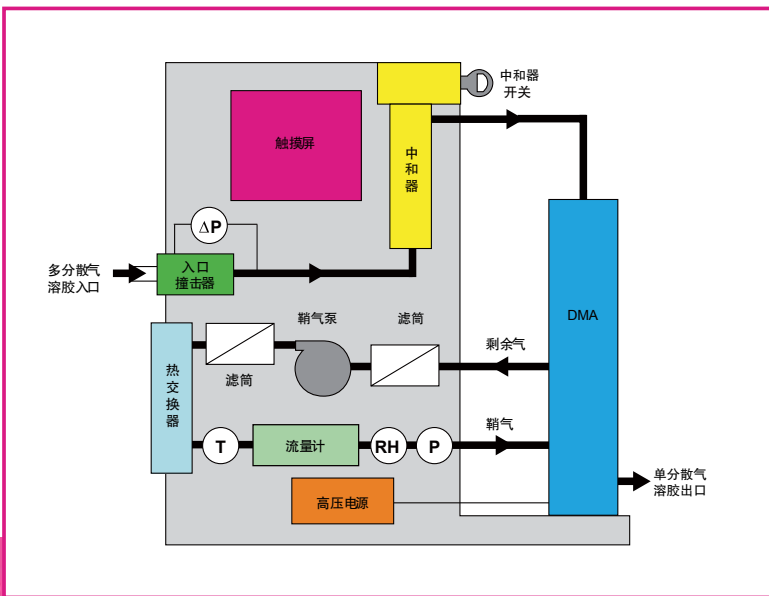 中和器
开关
触摸屏
中
和
器
ΔP
多分散气
溶胶入口
入口
撞击器
鞘气泵
滤筒
剩余气
DMA
热
交
换
器
滤筒
鞘气
T
流量计
RH
P
单分散气
溶胶出口
高压电源